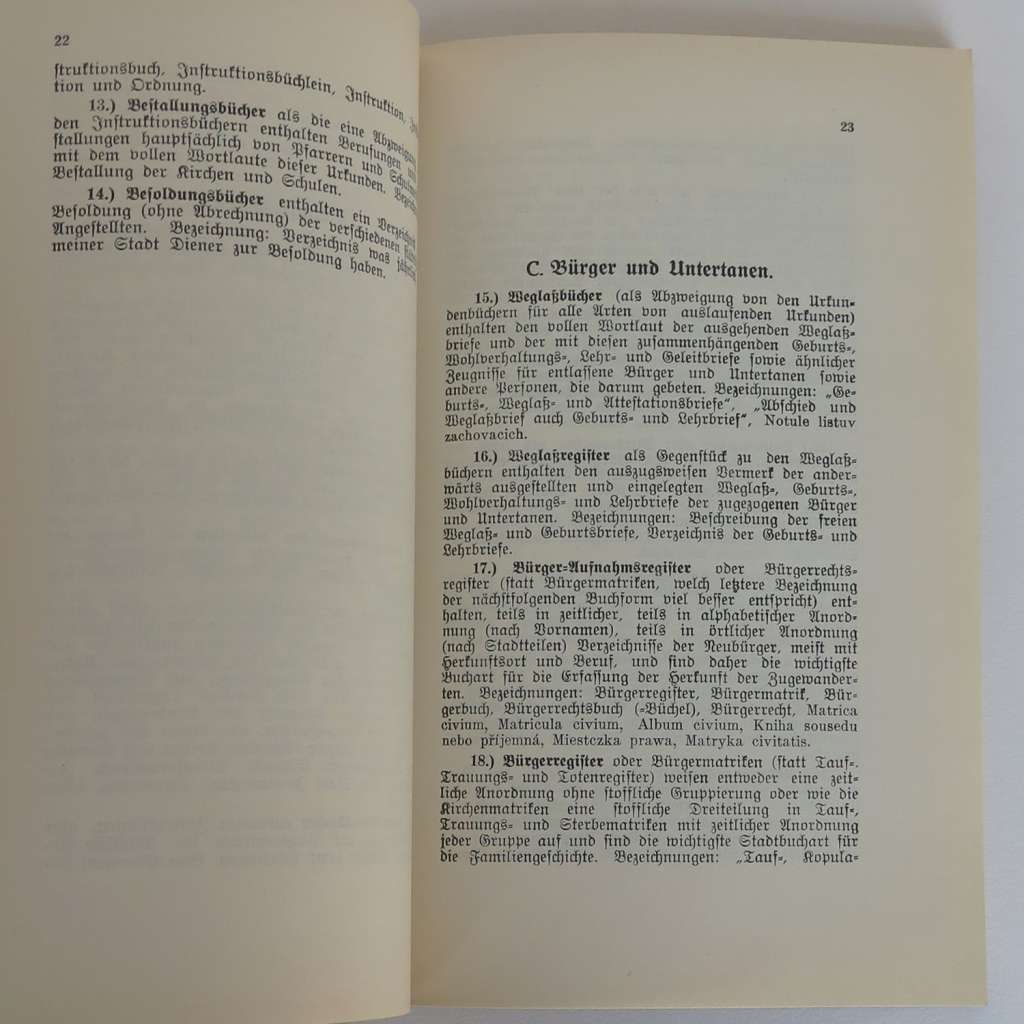 22
struktionsbuch, Instruktionsbüchlein, Instruktion,
tion und Ordnung.
13.) Bestallungsbücher als die eine Abzweigung
den Instruktionsbüchern enthalten Berufungen
stallungen hauptsächlich von Pfarrern und
mit dem vollen Wortlaute dieser Urkunden.
Bestallung der Kirchen und Schulen.
14.) Besoldungsbücher enthalten ein Verzeichnis
Besoldung (ohne Abrechnung) der verschiedenen
Angestellten. Bezeichnung: Verzeichnis was
meiner Stadt Diener zur Besoldung haben.
23
C. Bürger und Untertanen.
15.) Weglaßbücher (als Abzweigung von den Urkun-
denbüchern für alle Arten von auslaufenden Urkunden)
enthalten den vollen Wortlaut der ausgehenden Weglaß-
briefe und der mit diesen zusammenhängenden Geburts-,
Wohlverhaltungs-, Lehr- und Geleitbriefe sowie ähnlicher
Zeugnisse für entlassene Bürger und Untertanen sowie
andere Personen, die darum gebeten. Bezeichnungen: „Ge-
burts-, Weglaß- und Attestationsbriefe“, „Abschied und
Weglaßbrief auch Geburts- und Lehrbrief“, Notule listuv
zachovacich.
16.) Weglaßregister als Gegenstück zu den Weglaß-
büchern enthalten den auszugsweisen Vermerk der ander-
wärts ausgestellten und eingelegten Weglaß-, Geburts-,
Wohlverhaltungs- und Lehrbriefe der zugezogenen Bürger
und Untertanen. Bezeichnungen: Beschreibung der freien
Weglaß- und Geburtsbriefe, Verzeichnis der Geburts- und
Lehrbriefe.
17.) Bürger-Aufnahmsregister oder Bürgerrechts-
register (statt Bürgermatriken, welch letztere Bezeichnung
der nächstfolgenden Buchform viel besser entspricht) ent-
halten, teils in zeitlicher, teils in alphabetischer Anord-
nung (nach Vornamen), teils in örtlicher Anordnung
(nach Stadtteilen) Verzeichnisse der Neubürger, meist mit
Herkunftsort und Beruf, und sind daher die wichtigste
Buchart für die Erfassung der Herkunft der Zugewander-
ten. Bezeichnungen: Bürgerregister, Bürgermatrik, Bür-
gerbuch, Bürgerrechtsbuch (-Büchel), Bürgerrecht, Matrica
civium, Matricula civium, Album civium, Kniha sousedu
nebo příjemná, Miestczka prawa, Matryka civitatis.
18.) Bürgerregister oder Bürgermatriken (statt Tauf-.
Trauungs- und Totenregister) weisen entweder eine zeit-
liche Anordnung ohne stoffliche Gruppierung oder wie die
Kirchenmatriken eine stoffliche Dreiteilung in Tauf-,
Trauungs- und Sterbematriken mit zeitlicher Anordnung
jeder Gruppe auf und sind die wichtigste Stadtbuchart für
die Familiengeschichte. Bezeichnungen: „Tauf-, Kopula-